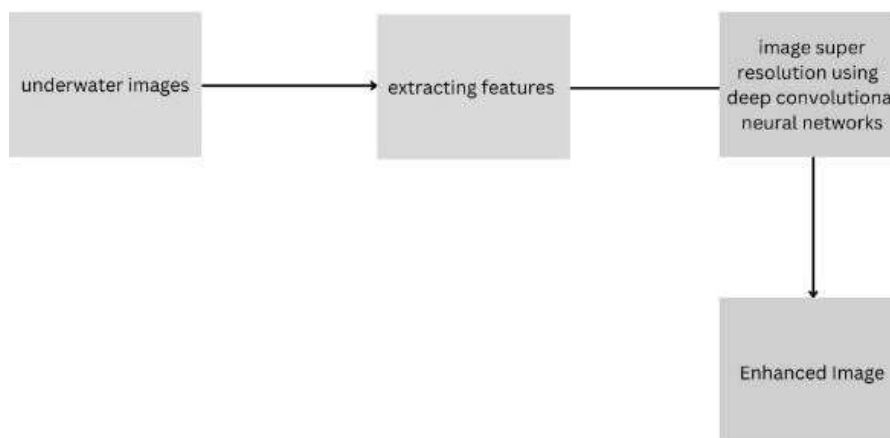 underwater images
extracting features
image super
resolution using
deep convolutiona
neural networks
Enhanced Image